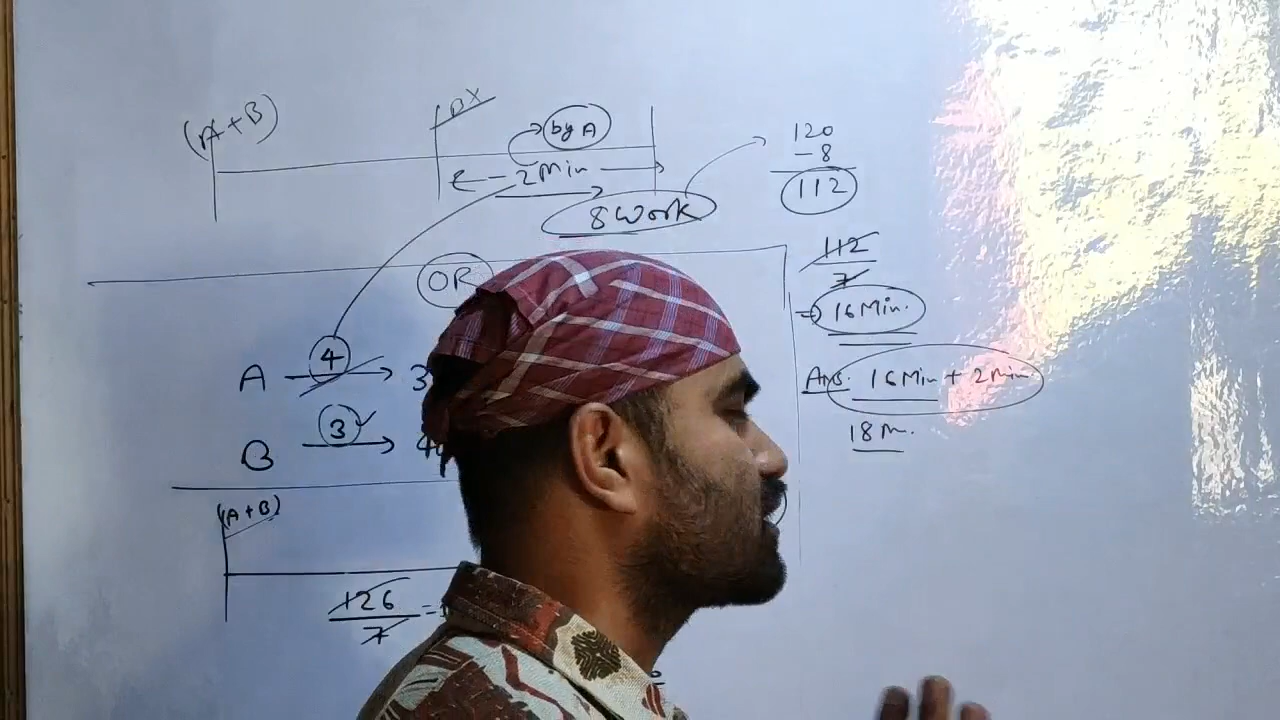 (A+B)
BX
by A
2 Min
8 Work
120
-8
112
OR
112
7
⇒ 16 Min.
A 4 3
B 3 4
Ans. 16 Min + 2 Min
18 M.
(A+B)
126
7
=